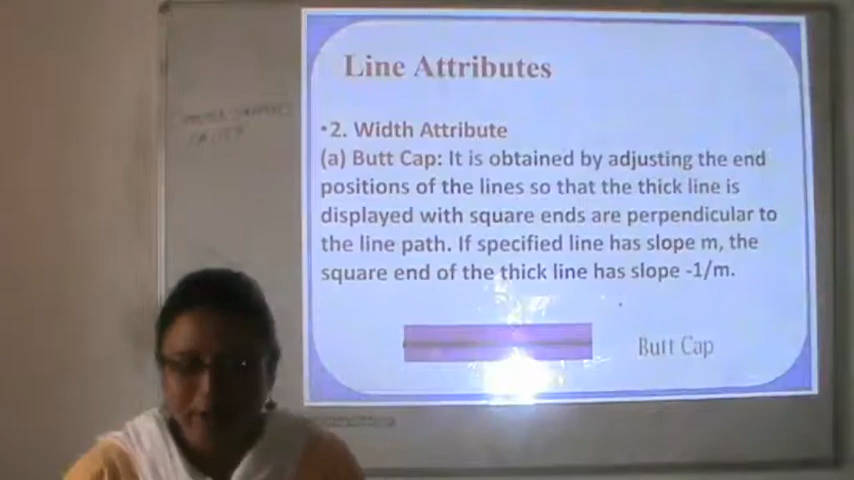 Line Attributes
•2. Width Attribute
(a) Butt Cap: It is obtained by adjusting the end
positions of the lines so that the thick line is
displayed with square ends are perpendicular to
the line path. If specified line has slope m, the
square end of the thick line has slope -1/m.
Butt Cap